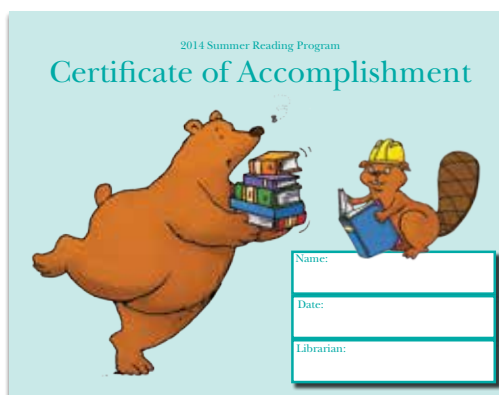 2014 Summer Reading Program
Certificate of Accomplishment
Name:
Date:
Librarian: